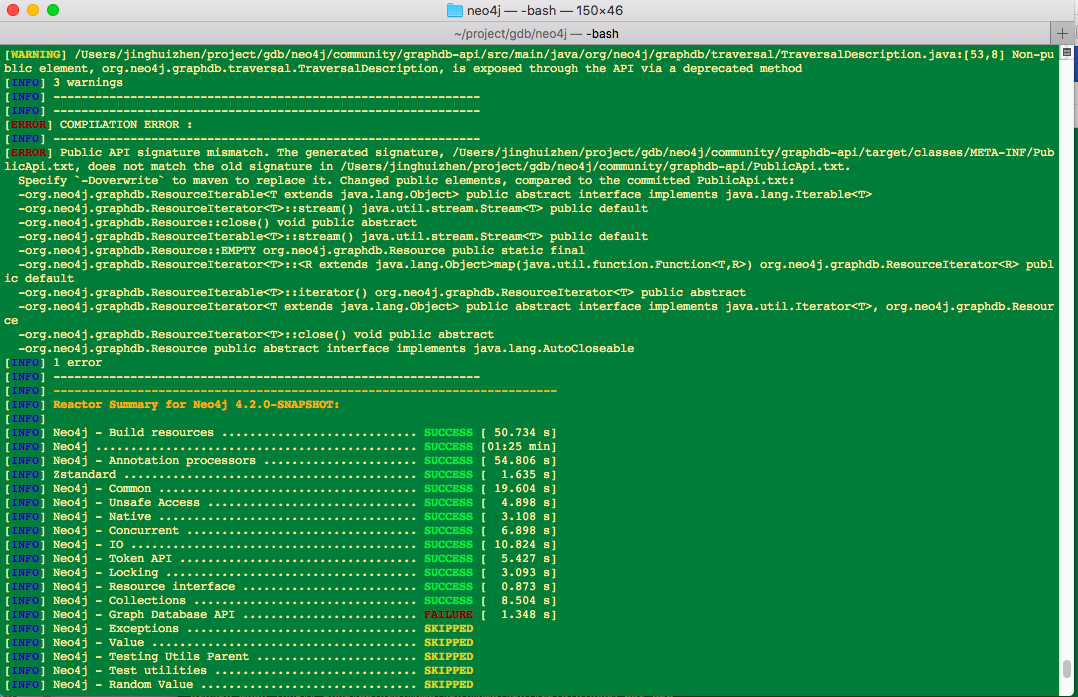 neo4j — -bash — 150×46
~/project/gdb/neo4j — -bash
[WARNING] /Users/jinghuizhen/project/gdb/neo4j/community/graphdb-api/src/main/java/org/neo4j/graphdb/traversal/TraversalDescription.java:[53,8] Non-pu
blic element, org.neo4j.graphdb.traversal.TraversalDescription, is exposed through the API via a deprecated method
[INFO] 3 warnings
[INFO] -------------------------------------------------------------
[INFO] -------------------------------------------------------------
[ERROR] COMPILATION ERROR :
[INFO] -------------------------------------------------------------
[ERROR] Public API signature mismatch. The generated signature, /Users/jinghuizhen/project/gdb/neo4j/community/graphdb-api/target/classes/META-INF/Pub
licApi.txt, does not match the old signature in /Users/jinghuizhen/project/gdb/neo4j/community/graphdb-api/PublicApi.txt.
Specify `-Doverwrite` to maven to replace it. Changed public elements, compared to the committed PublicApi.txt:
-org.neo4j.graphdb.ResourceIterable<T extends java.lang.Object> public abstract interface implements java.lang.Iterable<T>
-org.neo4j.graphdb.ResourceIterator<T>::stream() java.util.stream.Stream<T> public default
-org.neo4j.graphdb.Resource::close() void public abstract
-org.neo4j.graphdb.ResourceIterable<T>::stream() java.util.stream.Stream<T> public default
-org.neo4j.graphdb.Resource::EMPTY org.neo4j.graphdb.Resource public static final
-org.neo4j.graphdb.ResourceIterator<T>::<R extends java.lang.Object>map(java.util.function.Function<T,R>) org.neo4j.graphdb.ResourceIterator<R> publ
ic default
-org.neo4j.graphdb.ResourceIterable<T>::iterator() org.neo4j.graphdb.ResourceIterator<T> public abstract
-org.neo4j.graphdb.ResourceIterator<T extends java.lang.Object> public abstract interface implements java.util.Iterator<T>, org.neo4j.graphdb.Resour
ce
-org.neo4j.graphdb.ResourceIterator<T>::close() void public abstract
-org.neo4j.graphdb.Resource public abstract interface implements java.lang.AutoCloseable
[INFO] 1 error
[INFO] -------------------------------------------------------------
[INFO] ------------------------------------------------------------------------
[INFO] Reactor Summary for Neo4j 4.2.0-SNAPSHOT:
[INFO]
[INFO] Neo4j - Build resources ............................ SUCCESS [ 50.734 s]
[INFO] Neo4j .............................................. SUCCESS [01:25 min]
[INFO] Neo4j - Annotation processors ...................... SUCCESS [ 54.806 s]
[INFO] Zstandard .......................................... SUCCESS [  1.635 s]
[INFO] Neo4j - Common ..................................... SUCCESS [ 19.604 s]
[INFO] Neo4j - Unsafe Access .............................. SUCCESS [  4.898 s]
[INFO] Neo4j - Native ..................................... SUCCESS [  3.108 s]
[INFO] Neo4j - Concurrent ................................. SUCCESS [  6.898 s]
[INFO] Neo4j - IO ......................................... SUCCESS [ 10.824 s]
[INFO] Neo4j - Token API .................................. SUCCESS [  5.427 s]
[INFO] Neo4j - Locking .................................... SUCCESS [  3.093 s]
[INFO] Neo4j - Resource interface ......................... SUCCESS [  0.873 s]
[INFO] Neo4j - Collections ................................ SUCCESS [  8.504 s]
[INFO] Neo4j - Graph Database API ......................... FAILURE [  1.348 s]
[INFO] Neo4j - Exceptions ................................. SKIPPED
[INFO] Neo4j - Value ...................................... SKIPPED
[INFO] Neo4j - Testing Utils Parent ....................... SKIPPED
[INFO] Neo4j - Test utilities ............................. SKIPPED
[INFO] Neo4j - Random Value ............................... SKIPPED